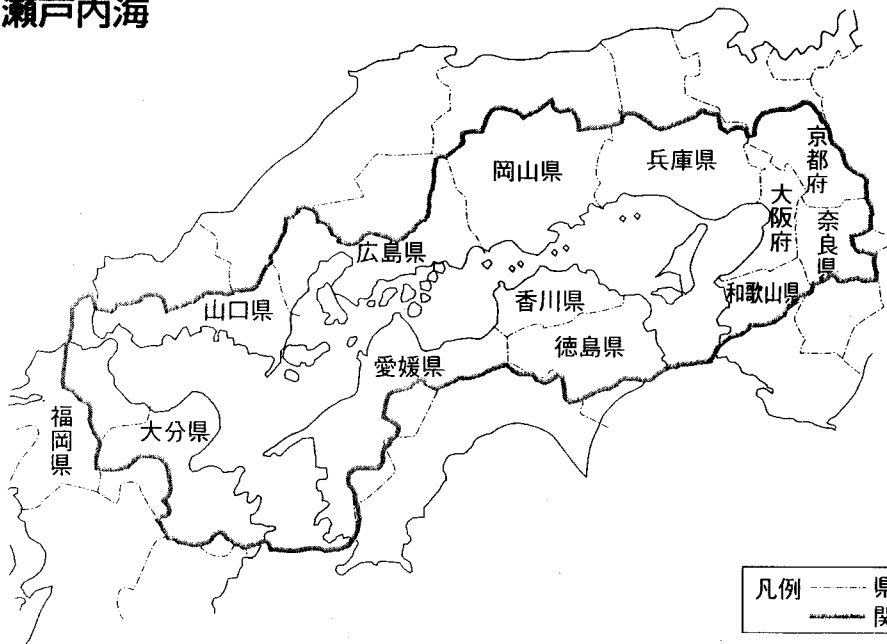 瀬戸内海
京都府
兵庫県
岡山県
大阪府
奈良県
広島県
和歌山県
香川県
山口県
徳島県
愛媛県
福岡県
大分県
凡例
県